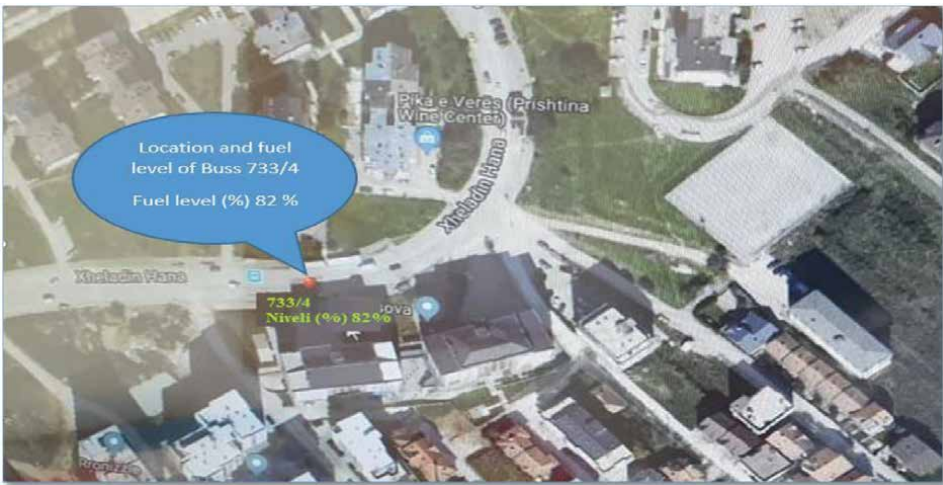 Pika e Verës (Prishtina
Wine Center)
Location and fuel
level of Buss 733/4
Fuel level (%) 82 %
Xheladin Hana
Xheladin Hana
733/4
Niveli (%) 82%
sova